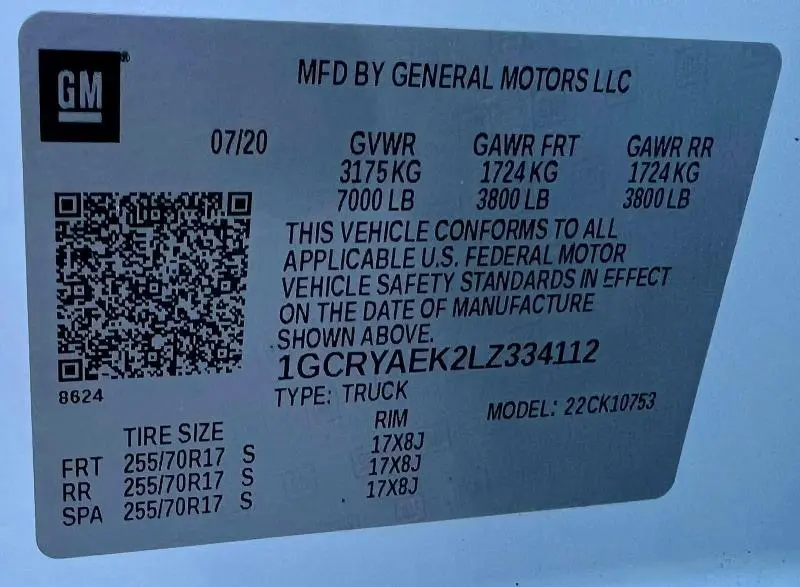 GM
MFD BY GENERAL MOTORS LLC
07/20 GVWR GAWR FRT GAWR RR
3175 KG 1724 KG 1724 KG
7000 LB 3800 LB 3800 LB
THIS VEHICLE CONFORMS TO ALL
APPLICABLE U.S. FEDERAL MOTOR
VEHICLE SAFETY STANDARDS IN EFFECT
ON THE DATE OF MANUFACTURE
SHOWN ABOVE.
1GCRYAEK2LZ334112
8624
TYPE: TRUCK MODEL: 22CK10753
TIRE SIZE RIM
FRT 255/70R17 S 17X8J
RR 255/70R17 S 17X8J
SPA 255/70R17 S 17X8J